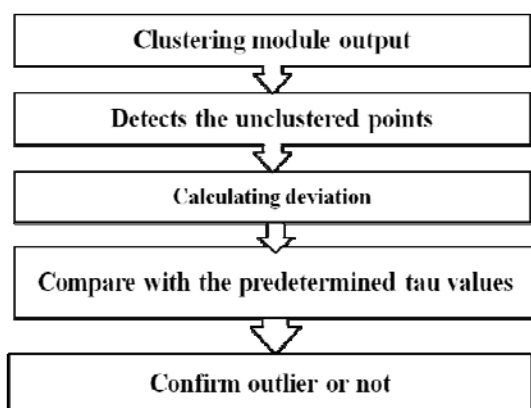 Clustering module output
Detects the unclustered points
Calculating deviation
Compare with the predetermined tau values
Confirm outlier or not